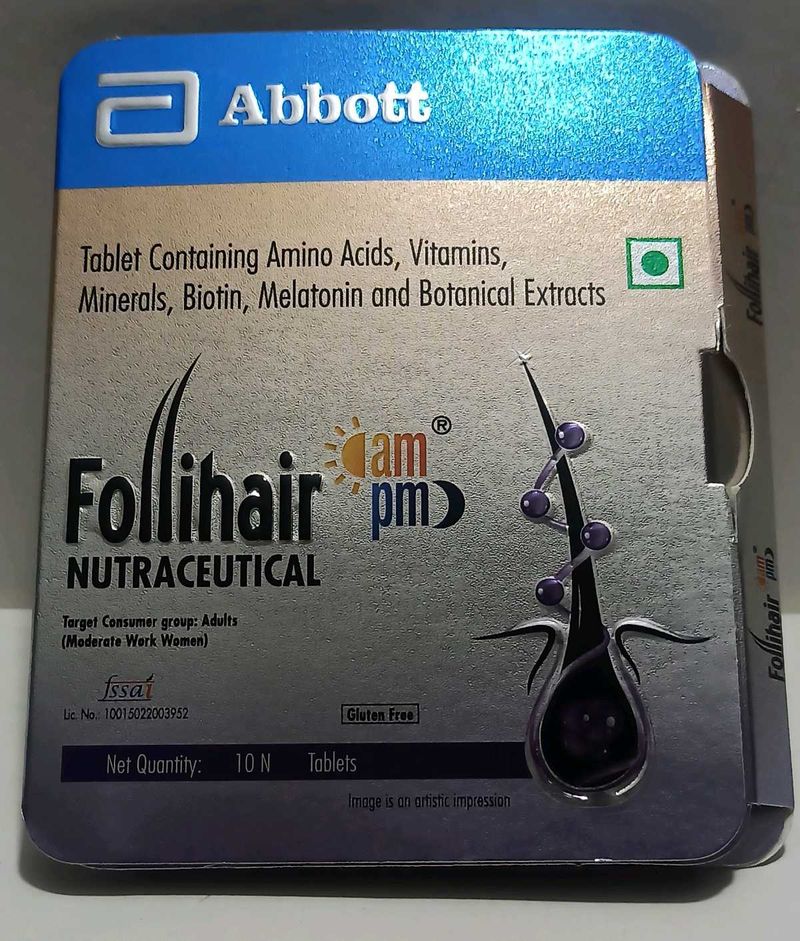 Abbott
Tablet Containing Amino Acids, Vitamins,
Minerals, Biotin, Melatonin and Botanical Extracts
Follihair am®
pm
NUTRACEUTICAL
Target Consumer group: Adults
(Moderate Work Women)
fssai
Lic. No.: 10015022003952
Gluten Free
Net Quantity: 10 N Tablets
Image is an artistic impression
Follihair am
pm
Follihair am
pm